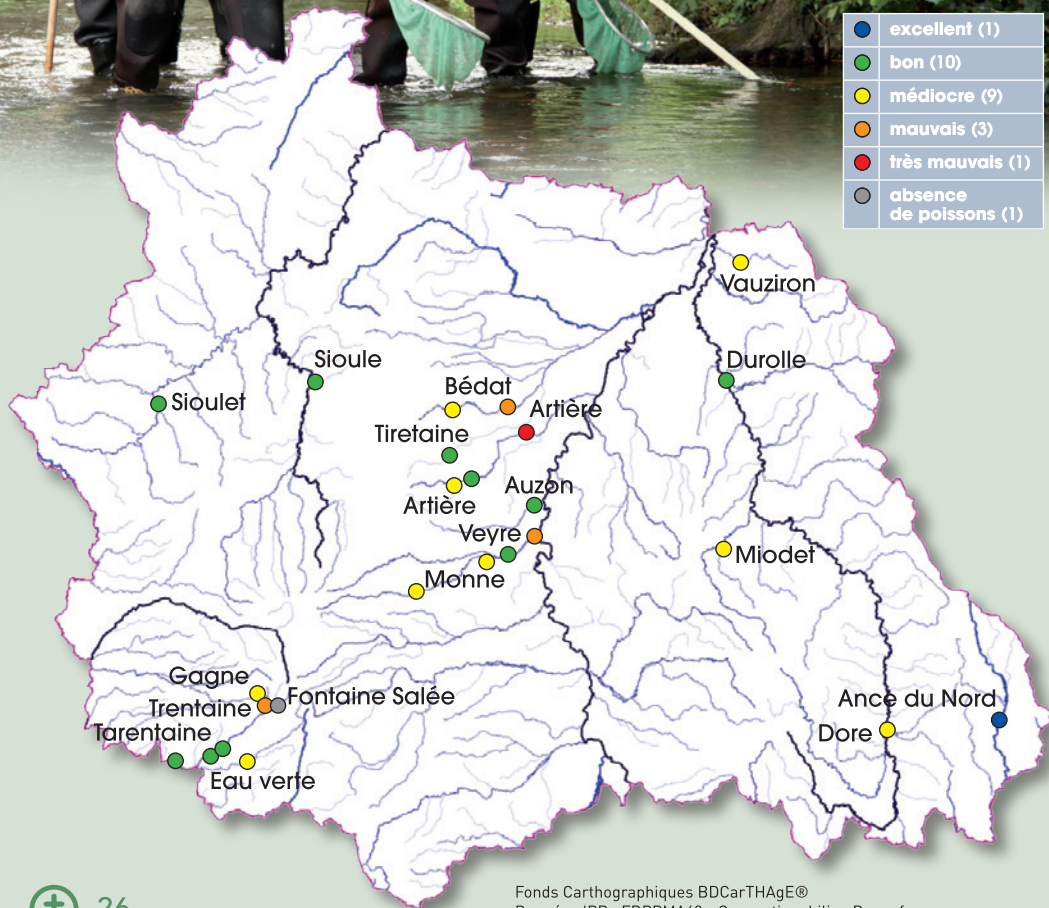 excellent (1)
bon (10)
médiocre (9)
mauvais (3)
très mauvais (1)
absence
de poissons (1)
Vauziron
Sioule
Durolle
Sioulet
Bédat
Artière
Tiretaine
Auzon
Artière
Veyre
Miodet
Monne
Gagne
Fontaine Salée
Trentaine
Ance du Nord
Tarentaine
Dore
Eau verte
26
Fonds Carthographiques BDCarTHAgE®